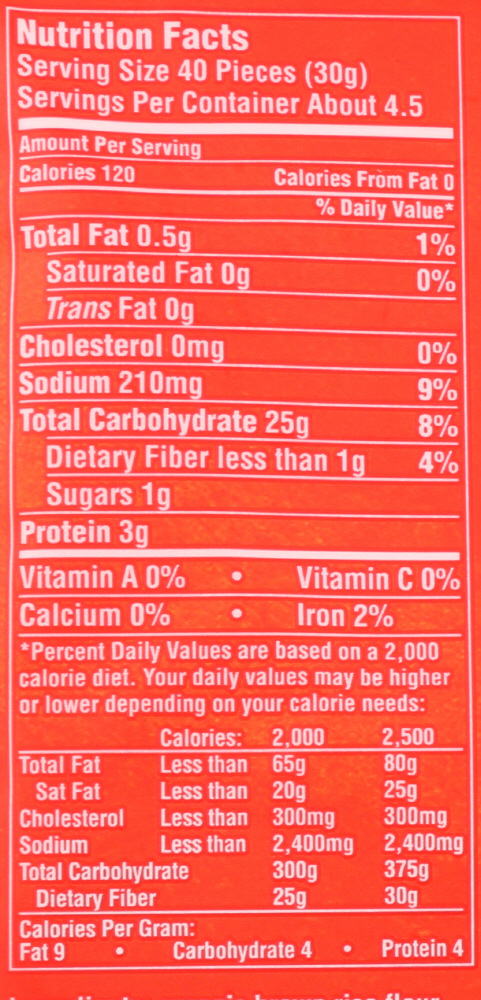 Nutrition Facts
Serving Size 40 Pieces (30g)
Servings Per Container About 4.5
Amount Per Serving
Calories 120 Calories From Fat 0
% Daily Value*
Total Fat 0.5g 1%
Saturated Fat 0g 0%
Trans Fat 0g
Cholesterol 0mg 0%
Sodium 210mg 9%
Total Carbohydrate 25g 8%
Dietary Fiber less than 1g 4%
Sugars 1g
Protein 3g
Vitamin A 0% • Vitamin C 0%
Calcium 0% • Iron 2%
*Percent Daily Values are based on a 2,000
calorie diet. Your daily values may be higher
or lower depending on your calorie needs:
Calories: 2,000 2,500
Total Fat Less than 65g 80g
Sat Fat Less than 20g 25g
Cholesterol Less than 300mg 300mg
Sodium Less than 2,400mg 2,400mg
Total Carbohydrate 300g 375g
Dietary Fiber 25g 30g
Calories Per Gram:
Fat 9 • Carbohydrate 4 • Protein 4